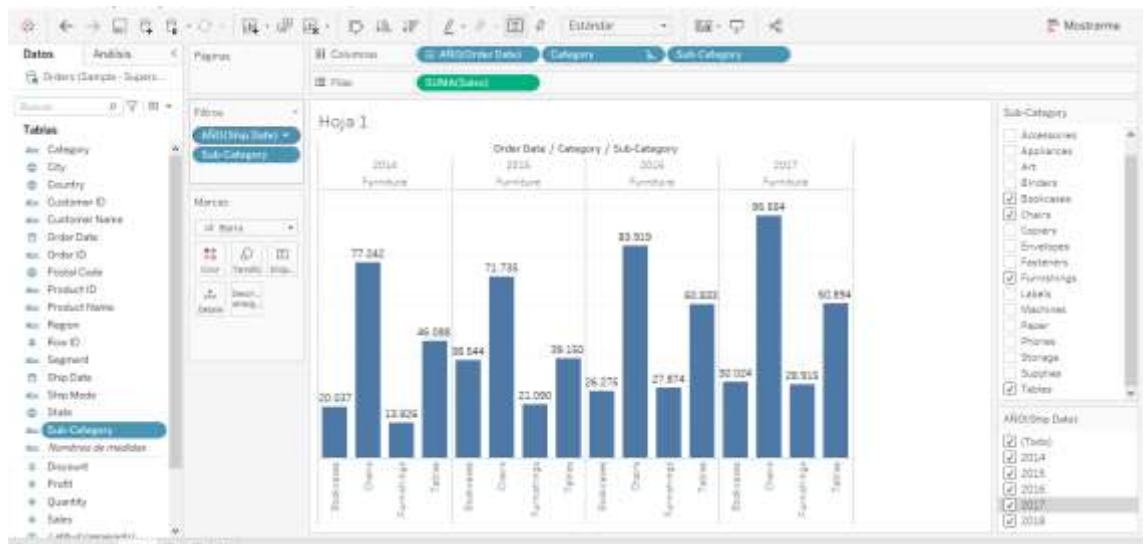 Estándar
Mostrarme
Datos
Análisis
Páginas
Columnas
AÑO(Order Date)
Category
Sub-Category
Orders (Sample - Supers...
Filas
SUMA(Sales)
Buscar
Filtros
AÑO(Ship Date)
Sub-Category
Tablas
Category
City
Country
Customer ID
Customer Name
Order Date
Order ID
Postal Code
Product ID
Product Name
Region
Row ID
Segment
Ship Date
Ship Mode
State
Sub-Category
Nombres de medidas
Discount
Profit
Quantity
Sales
Marcas
Barra
Color
Tamaño
Detalle
Hoja 1
Order Date / Category / Sub-Category
2014
2015
2016
2017
Furniture
Furniture
Furniture
Furniture
20.037
77.242
13.826
46.088
38.544
71.735
21.090
39.150
26.275
83.919
27.874
30.024
28.915
60.894
Bookcases
Chairs
Furnishings
Tables
Bookcases
Chairs
Furnishings
Tables
Bookcases
Chairs
Furnishings
Tables
Bookcases
Chairs
Furnishings
Tables
Sub-Category
Accessories
Appliances
Art
Binders
Bookcases
Chairs
Copiers
Envelopes
Fasteners
Furnishings
Labels
Machines
Paper
Phones
Storage
Supplies
Tables
AÑO(Ship Date)
(Todo)
2014
2015
2016
2017
2018